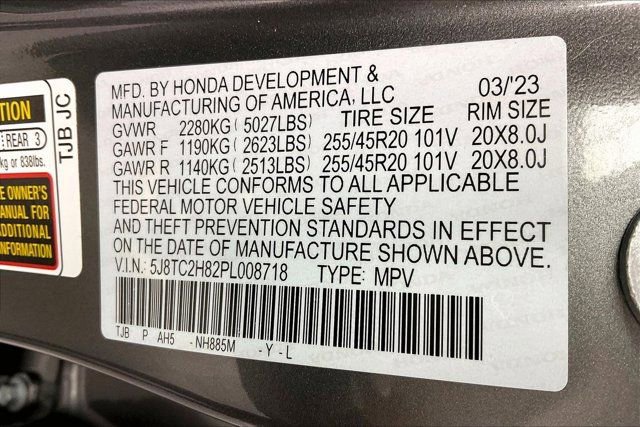 MFD. BY HONDA DEVELOPMENT & 03/'23
MANUFACTURING OF AMERICA, LLC TIRE SIZE RIM SIZE
GVWR 2280KG(5027LBS)
GAWR F 1190KG(2623LBS) 255/45R20 101V 20X8.0J
GAWR R 1140KG(2513LBS) 255/45R20 101V 20X8.0J
THIS VEHICLE CONFORMS TO ALL APPLICABLE
FEDERAL MOTOR VEHICLE SAFETY
AND THEFT PREVENTION STANDARDS IN EFFECT
ON THE DATE OF MANUFACTURE SHOWN ABOVE.
V.I.N.: 5J8TC2H82PL008718 TYPE: MPV
TJB P AH5 -NH885M -Y-L
REAR 3
kg or 838lbs.
OWNER'S
MANUAL FOR
ADDITIONAL
INFORMATION
TJB JC